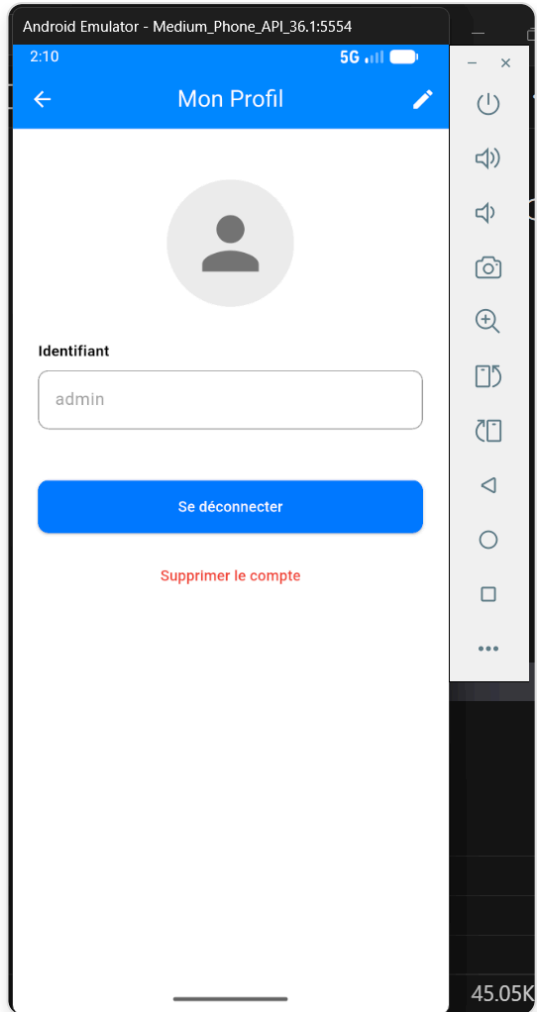 Android Emulator - Medium_Phone_API_36.1:5554
2:10 5G
Mon Profil
Identifiant
admin
Se déconnecter
Supprimer le compte
45.05K